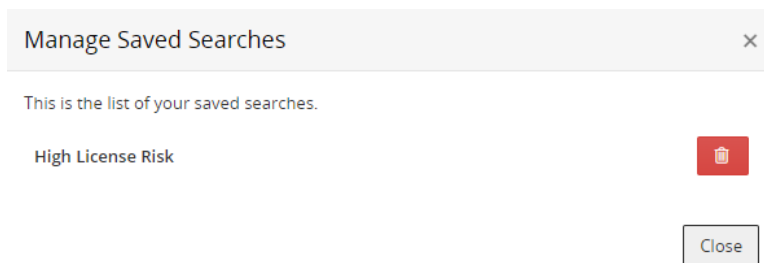 Manage Saved Searches
This is the list of your saved searches.
High License Risk
Close